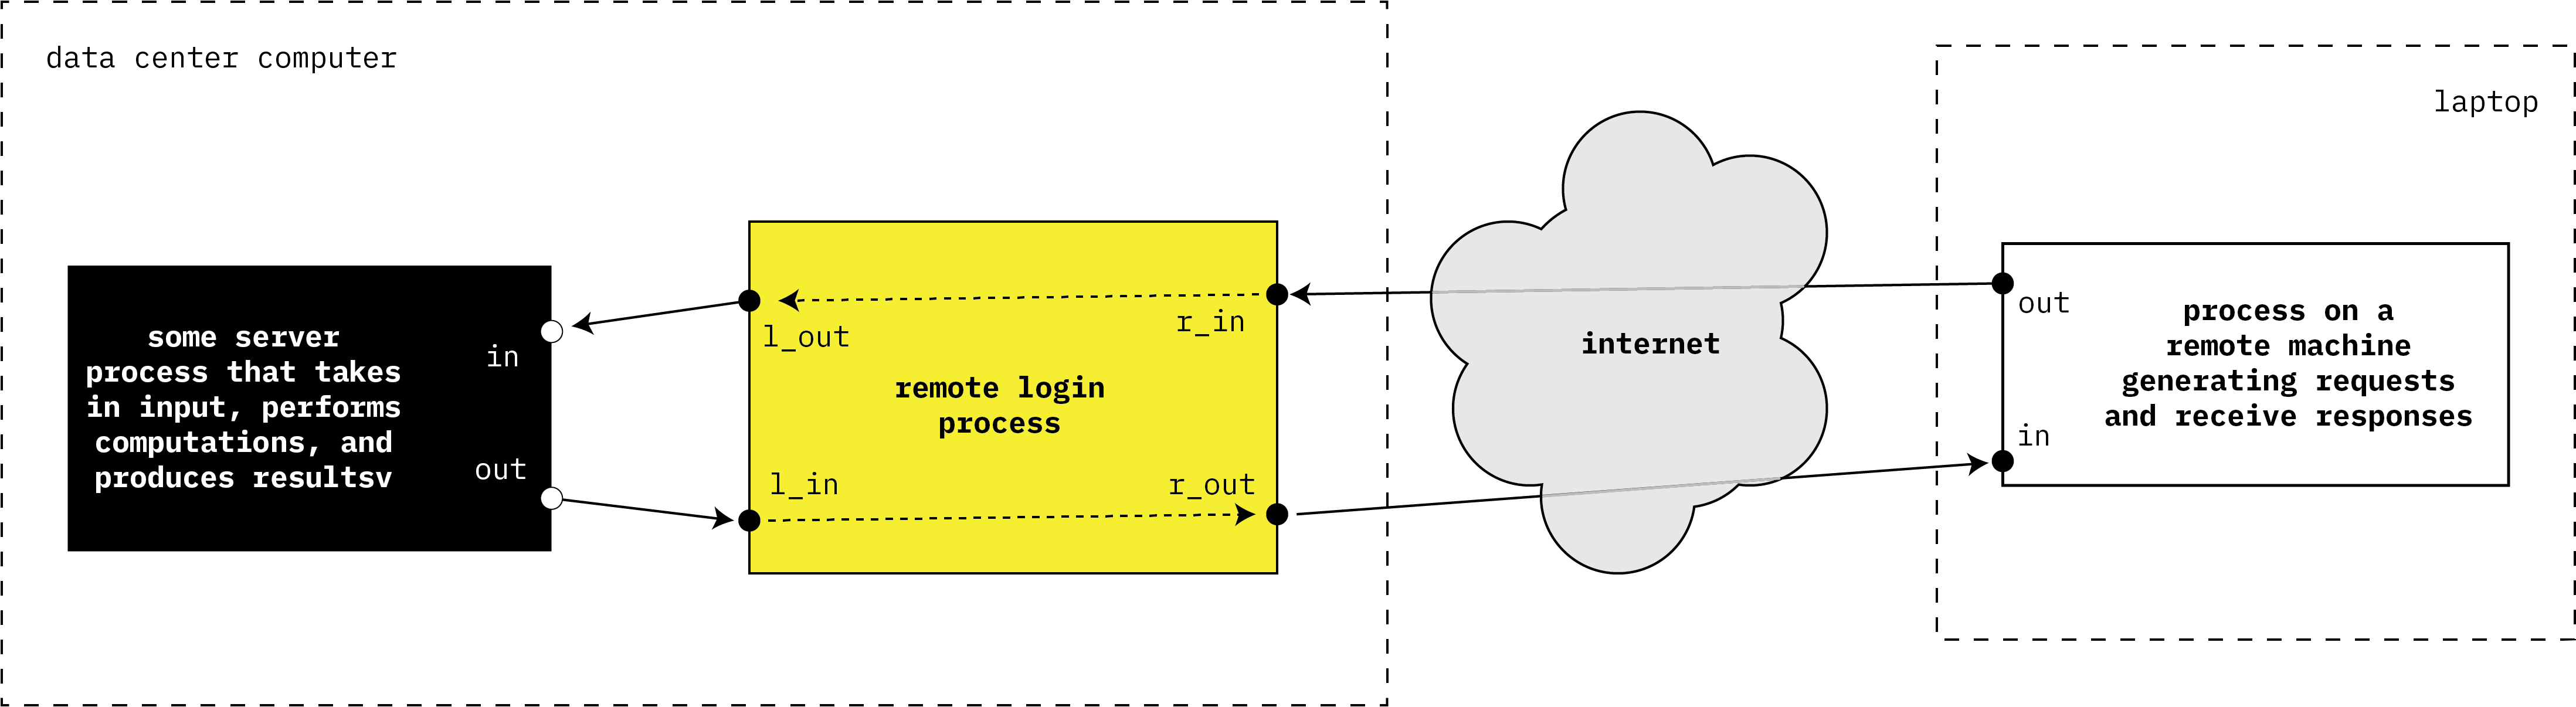 data center computer
laptop
some server
process that takes
in input, performs
computations, and
produces resultsv
in
out
l_out
r_in
remote login
process
l_in
r_out
internet
out
process on a
remote machine
generating requests
and receive responses
in